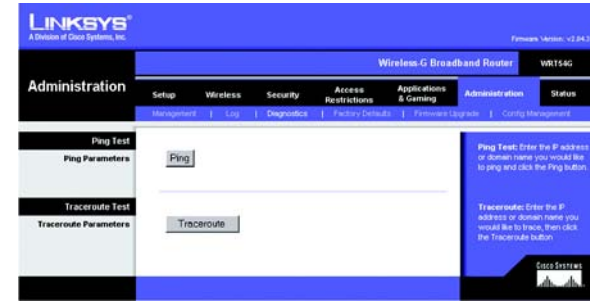 LINKSYS®
A Division of Cisco Systems, Inc.
Firmware Version: v2.04.3
Wireless-G Broadband Router WRT54G
Administration
Setup Wireless Security Access Restrictions Applications & Gaming Administration Status
Management | Log | Diagnostics | Factory Defaults | Firmware Upgrade | Config Management
Ping Test
Ping Parameters
Ping
Ping Test: Enter the IP address
or domain name you would like
to ping and click the Ping button.
Traceroute Test
Traceroute Parameters
Traceroute
Traceroute: Enter the IP
address or domain name you
would like to trace, then click
the Traceroute button
CISCO SYSTEMS